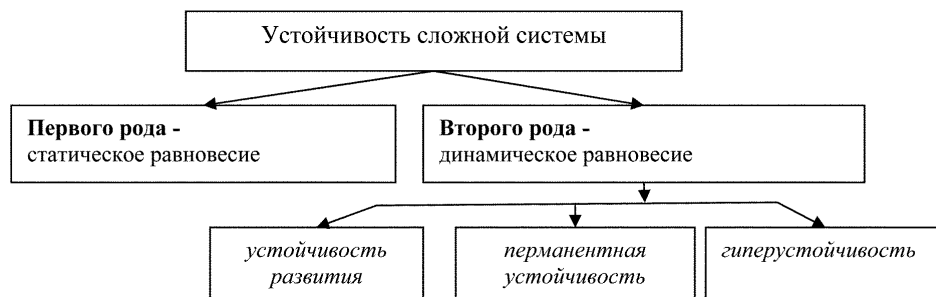 Устойчивость сложной системы
Первого рода -
статическое равновесие
Второго рода -
динамическое равновесие
устойчивость
развития
перманентная
устойчивость
гиперустойчивость